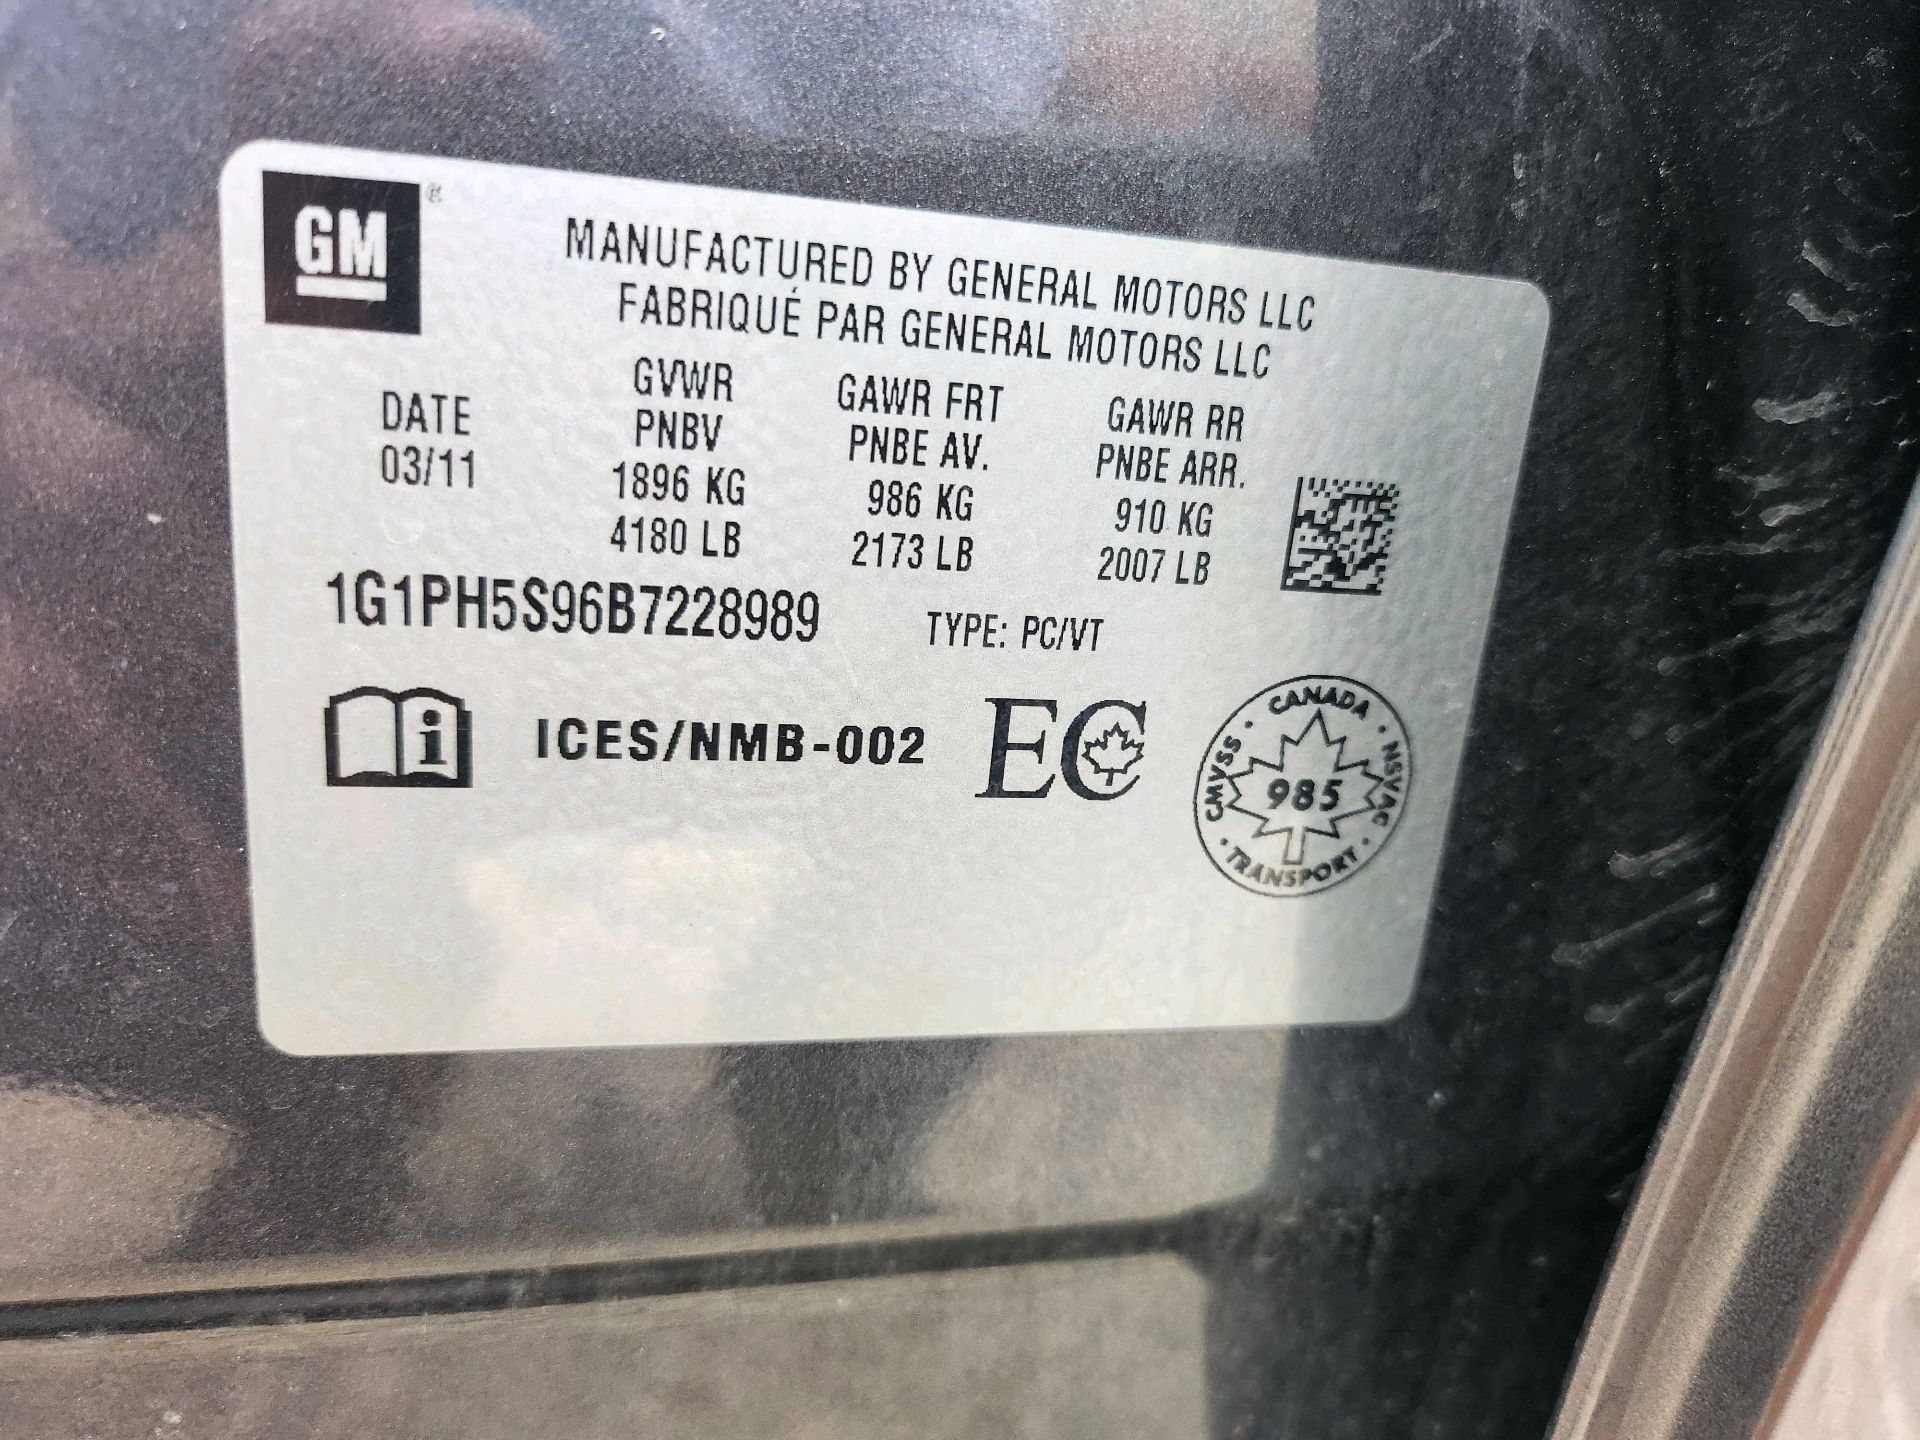 GM
MANUFACTURED BY GENERAL MOTORS LLC
FABRIQUÉ PAR GENERAL MOTORS LLC
DATE
03/11
GVWR
PNBV
1896 KG
4180 LB
GAWR FRT
PNBE AV.
986 KG
2173 LB
GAWR RR
PNBE ARR.
910 KG
2007 LB
1G1PH5S96B7228989
TYPE: PC/VT
i
ICES/NMB-002
EC
CANADA
CMVSS
NSVAC
985
TRANSPORT